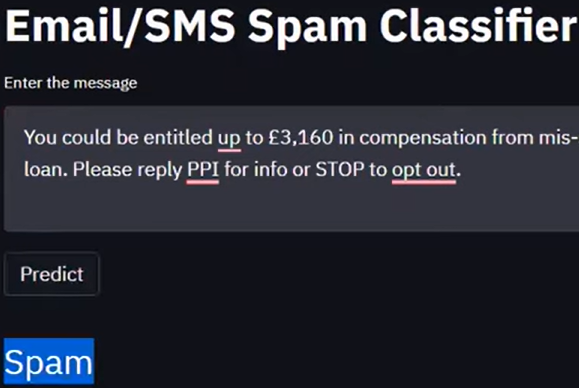 Email/SMS Spam Classifier
Enter the message
You could be entitled up to £3,160 in compensation from mis-
loan. Please reply PPI for info or STOP to opt out.
Predict
Spam